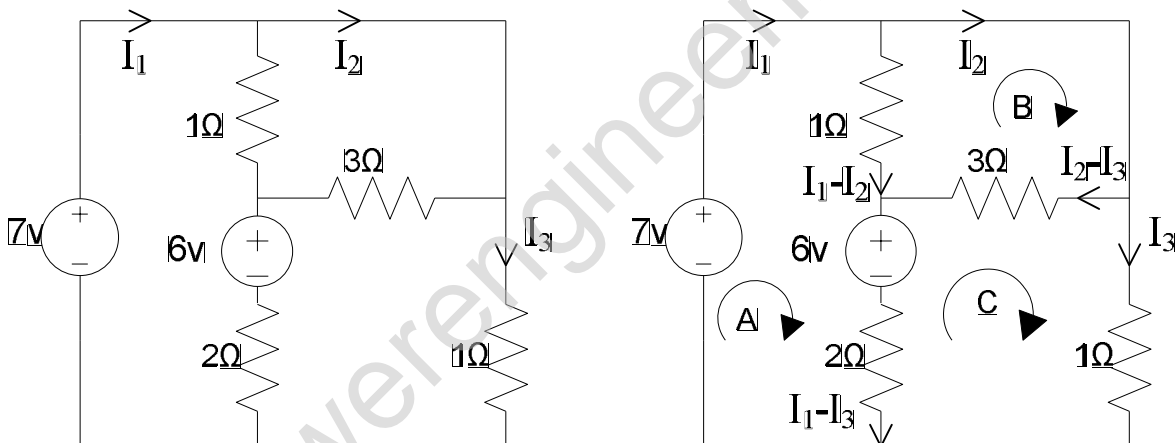 I1 I2 I1 I2
B
1Ω 1Ω
3Ω 3Ω I2-I3
I1-I2
7v + - 6v + - I3 7v + - 6v + - I3
A C
2Ω 1Ω 2Ω 1Ω
I1-I3
werengineer